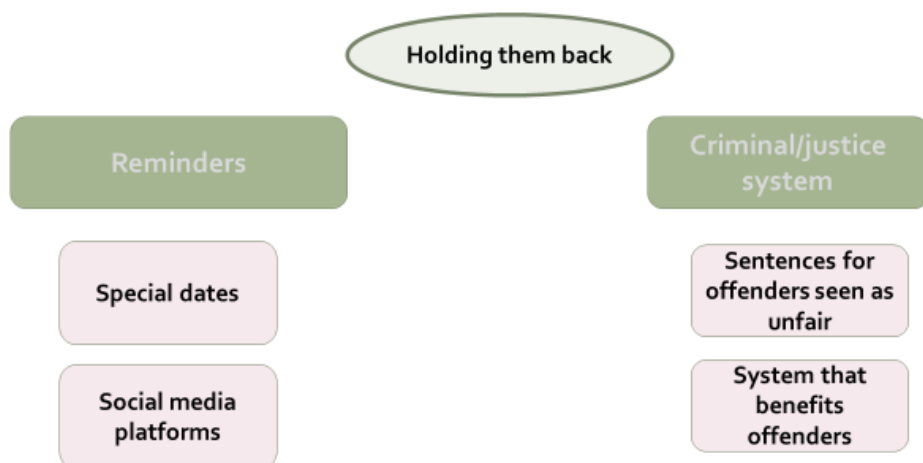 Holding them back
Reminders
Criminal/justice
system
Special dates
Sentences for
offenders seen as
unfair
Social media
platforms
System that
benefits
offenders